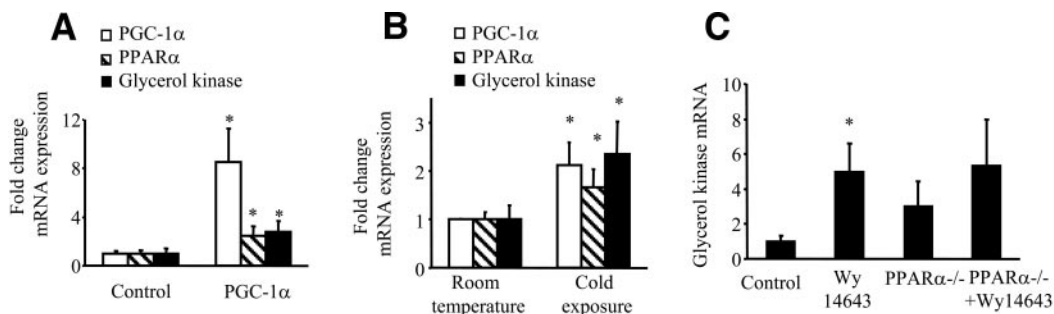 A
PGC-1α
PPARα
Glycerol kinase
Fold change
mRNA expression
12
8
4
0
*
* *
Control PGC-1α
B
PGC-1α
PPARα
Glycerol kinase
Fold change
mRNA expression
3
2
1
0
* * *
Room
temperature
Cold
exposure
C
Glycerol kinase mRNA
10
8
6
4
2
0
*
Control
Wy
14643
PPARα-/-
PPARα-/-
+Wy14643